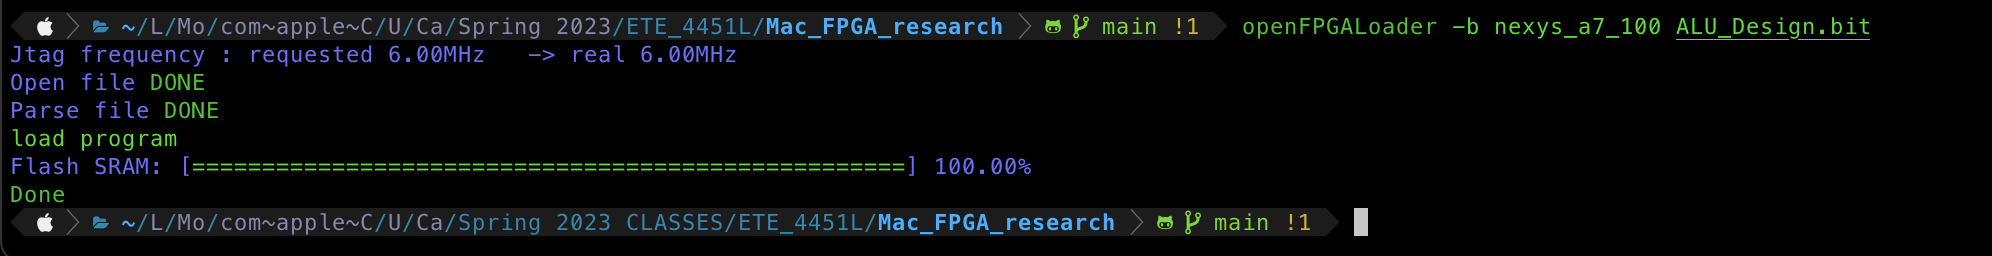 ~/L/Mo/com~apple~C/U/Ca/Spring 2023/ETE_4451L/Mac_FPGA_research main !1 openFPGALoader -b nexys_a7_100 ALU_Design.bit
Jtag frequency : requested 6.00MHz   -> real 6.00MHz
Open file DONE
Parse file DONE
load program
Flash SRAM: [===================================================] 100.00%
Done
~/L/Mo/com~apple~C/U/Ca/Spring 2023 CLASSES/ETE_4451L/Mac_FPGA_research main !1